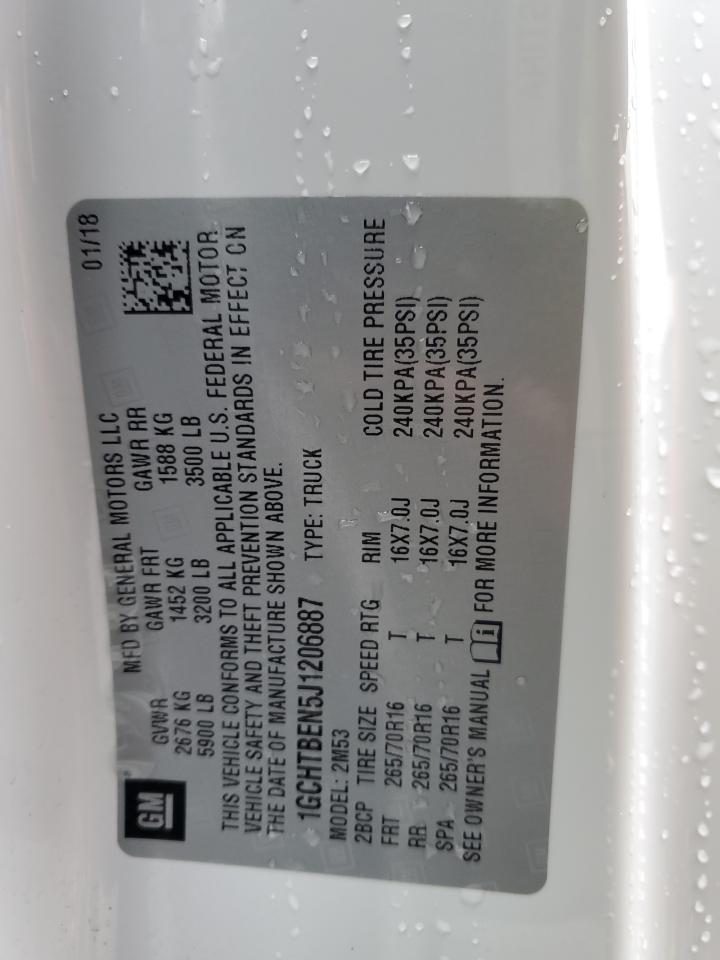 GM
MFD BY GENERAL MOTORS LLC
01/18
GVWR GAWR FRT GAWR RR
2676 KG 1452 KG 1588 KG
5900 LB 3200 LB 3500 LB
THIS VEHICLE CONFORMS TO ALL APPLICABLE U.S. FEDERAL MOTOR
VEHICLE SAFETY AND THEFT PREVENTION STANDARDS IN EFFECT ON
THE DATE OF MANUFACTURE SHOWN ABOVE.
1GCHTBEN5J1206887 TYPE: TRUCK
MODEL: 2M53
2BCP TIRE SIZE SPEED RTG RIM COLD TIRE PRESSURE
FRT 265/70R16 T 16X7.0J 240KPA(35PSI)
RR 265/70R16 T 16X7.0J 240KPA(35PSI)
SPA 265/70R16 T 16X7.0J 240KPA(35PSI)
SEE OWNER'S MANUAL FOR MORE INFORMATION.